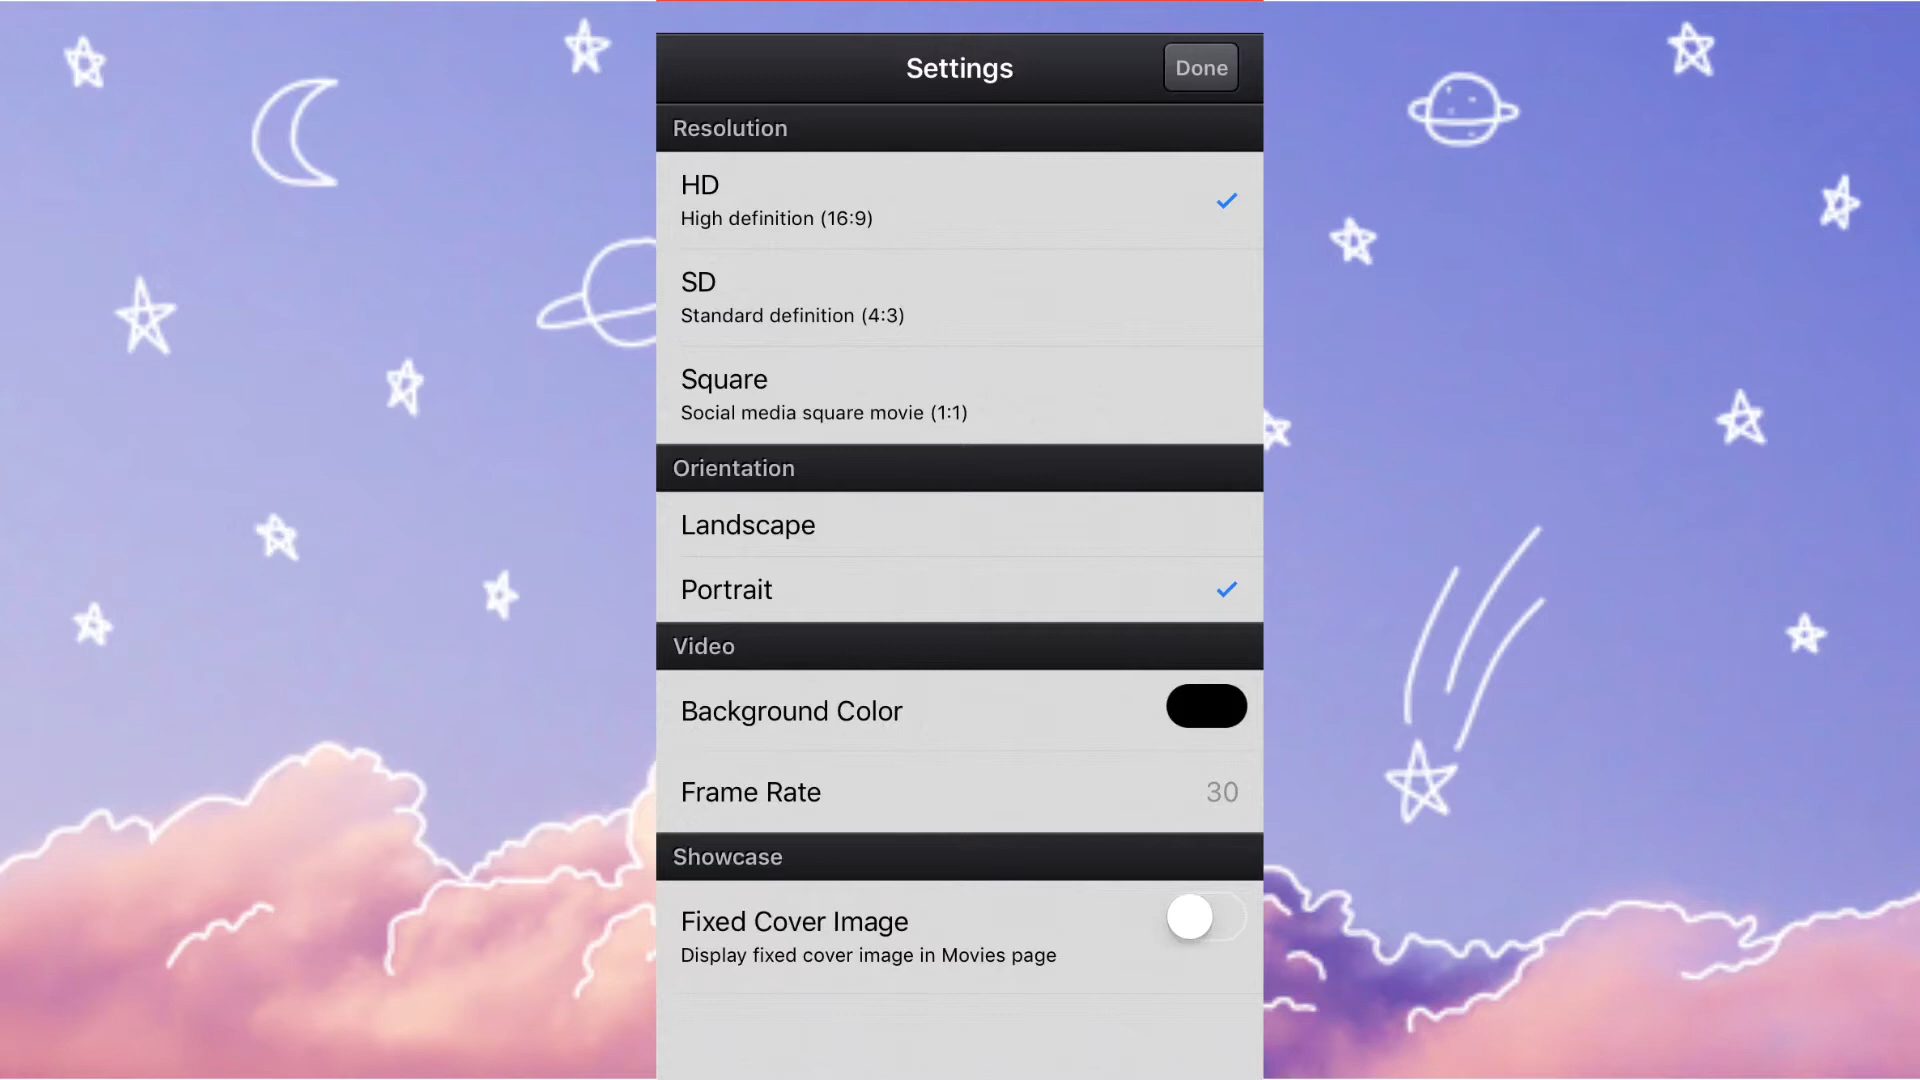 Settings
Done
Resolution
HD
High definition (16:9)
SD
Standard definition (4:3)
Square
Social media square movie (1:1)
Orientation
Landscape
Portrait
Video
Background Color
Frame Rate
30
Showcase
Fixed Cover Image
Display fixed cover image in Movies page